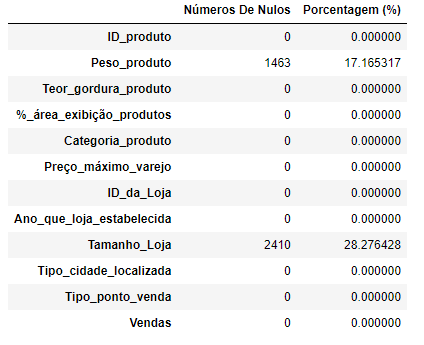 Números De Nulos Porcentagem (%)
ID_produto 0 0.000000
Peso_produto 1463 17.165317
Teor_gordura_produto 0 0.000000
%_área_exibição_produtos 0 0.000000
Categoria_produto 0 0.000000
Preço_máximo_varejo 0 0.000000
ID_da_Loja 0 0.000000
Ano_que_loja_estabelecida 0 0.000000
Tamanho_Loja 2410 28.276428
Tipo_cidade_localizada 0 0.000000
Tipo_ponto_venda 0 0.000000
Vendas 0 0.000000